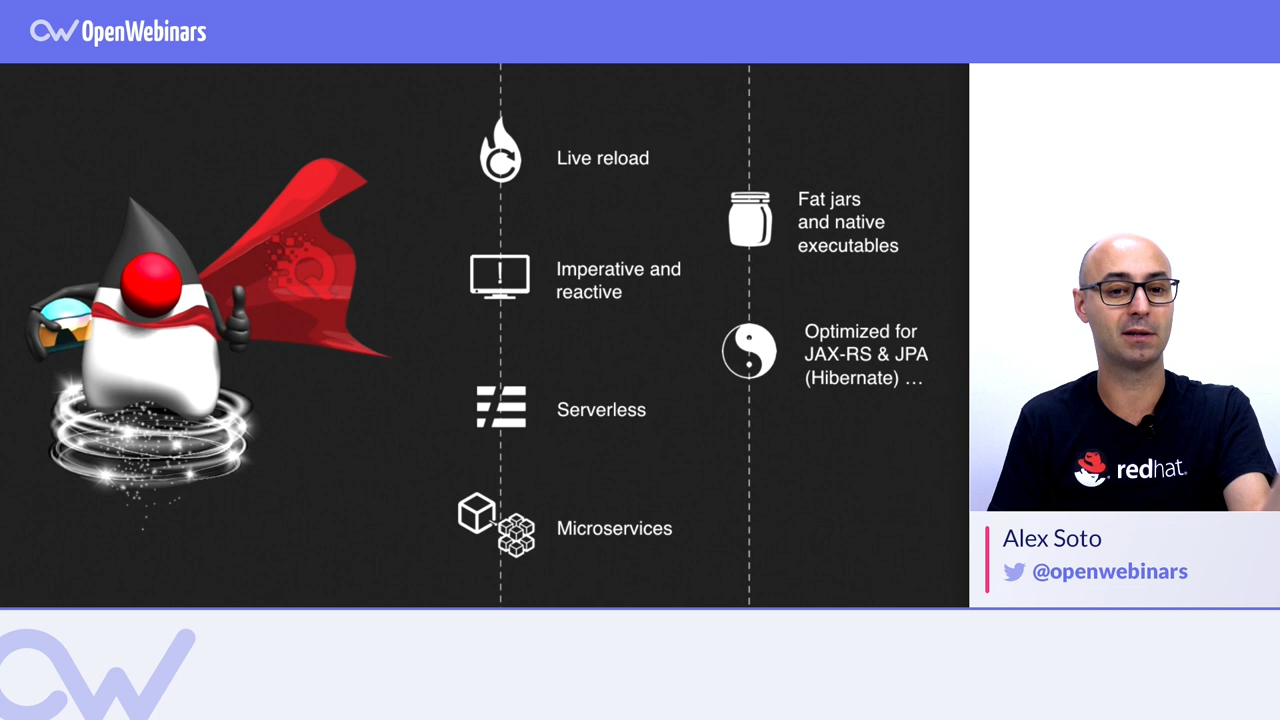 OpenWebinars
Live reload
Imperative and
reactive
Serverless
Microservices
Fat jars
and native
executables
Optimized for
JAX-RS & JPA
(Hibernate) ...
redhat.
Alex Soto
@openwebinars